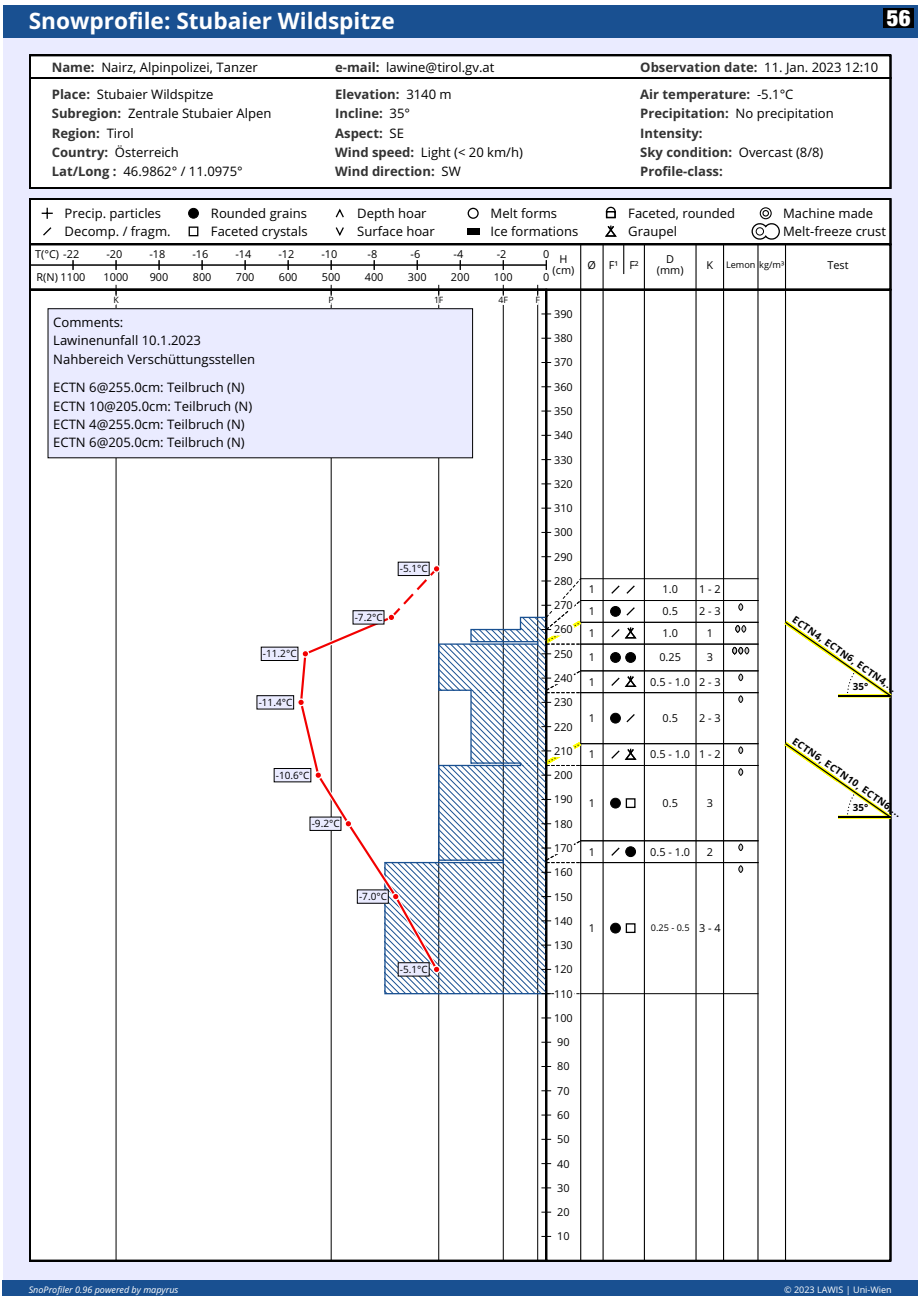 Snowprofile: Stubaier Wildspitze
56
Name: Nairz, Alpinpolizei, Tanzer e-mail: lawine@tirol.gv.at Observation date: 11. Jan. 2023 12:10
Place: Stubaier Wildspitze Elevation: 3140 m Air temperature: -5.1°C
Subregion: Zentrale Stubaier Alpen Incline: 35° Precipitation: No precipitation
Region: Tirol Aspect: SE Intensity:
Country: Österreich Wind speed: Light (< 20 km/h) Sky condition: Overcast (8/8)
Lat/Long : 46.9862° / 11.0975° Wind direction: SW Profile-class:
Precip. particles Rounded grains Depth hoar Melt forms Faceted, rounded Machine made
Decomp. / fragm. Faceted crystals Surface hoar Ice formations Graupel Melt-freeze crust
T(°C) -22 -20 -18 -16 -14 -12 -10 -8 -6 -4 -2 0
R(N) 1100 1000 900 800 700 600 500 400 300 200 100 0
H (cm) Ø F¹ F² D (mm) K Lemon kg/m³ Test
K P 1F 4F F
Comments:
Lawinenunfall 10.1.2023
Nahbereich Verschüttungsstellen
ECTN 6@255.0cm: Teilbruch (N)
ECTN 10@205.0cm: Teilbruch (N)
ECTN 4@255.0cm: Teilbruch (N)
ECTN 6@205.0cm: Teilbruch (N)
390
380
370
360
350
340
330
320
310
300
290
280
270
260
250
240
230
220
210
200
190
180
170
160
150
140
130
120
110
100
90
80
70
60
50
40
30
20
10
-5.1°C
-7.2°C
-11.2°C
-11.4°C
-10.6°C
-9.2°C
-7.0°C
-5.1°C
1 1.0 1 - 2
1 0.5 2 - 3
1 1.0 1
1 0.25 3
1 0.5 - 1.0 2 - 3
1 0.5 2 - 3
1 0.5 - 1.0 1 - 2
1 0.5 3
1 0.5 - 1.0 2
1 0.25 - 0.5 3 - 4
ECTN4, ECTN6, ECTN4,...
35°
ECTN6, ECTN10, ECTN6,...
35°
SnoProfiler 0.96 powered by mapyrus
© 2023 LAWIS | Uni-Wien